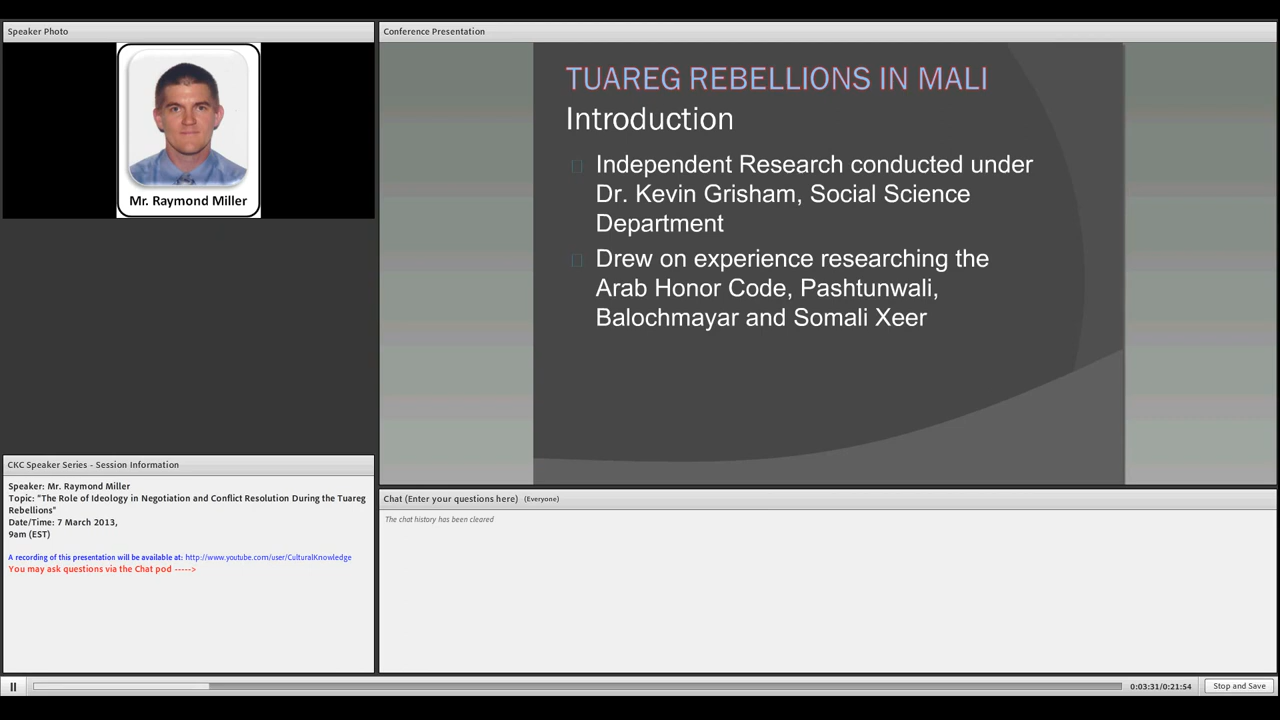 Speaker Photo
Mr. Raymond Miller
Conference Presentation
TUAREG REBELLIONS IN MALI
Introduction
Independent Research conducted under
Dr. Kevin Grisham, Social Science
Department
Drew on experience researching the
Arab Honor Code, Pashtunwali,
Balochmayar and Somali Xeer
CKC Speaker Series - Session Information
Speaker: Mr. Raymond Miller
Topic: "The Role of Ideology in Negotiation and Conflict Resolution During the Tuareg
Rebellions"
Date/Time: 7 March 2013,
9am (EST)
A recording of this presentation will be available at: http://www.youtube.com/user/CulturalKnowledge
You may ask questions via the Chat pod ----->
Chat (Enter your questions here) (Everyone)
The chat history has been cleared
0:03:31/0:21:54
Stop and Save